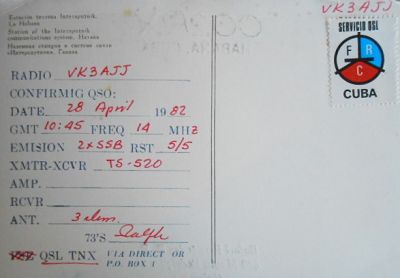 Estación terrena Intersputnik,
La Habana
Station of the Intersputnik
communications system, Havana
Наземная станция в системе связи
«Интерспутник», Гавана
VK3AJJ
SERVICIO QSL
F R C
CUBA
RADIO VK3AJJ
CONFIRMIG QSO:
DATE 28 April 1982
GMT 10:45 FREQ 14 MHZ
EMISION 2xSSB RST 5/5
XMTR-XCVR TS-520
AMP.
RCVR
ANT. 3 elem.
73'S Ralph
QSL TNX VIA DIRECT OR
P.O. BOX 1